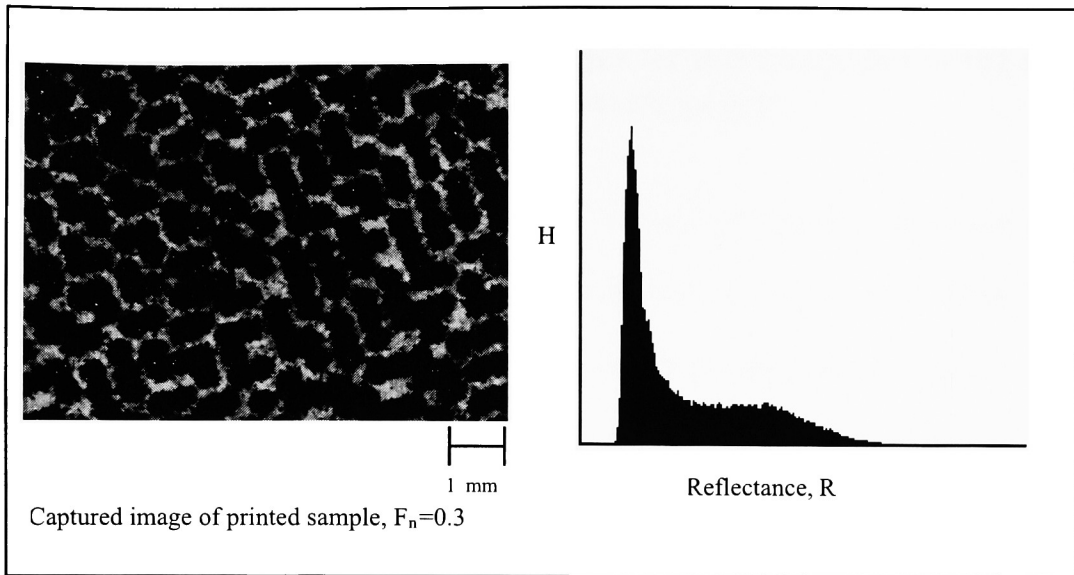 H
1 mm
Reflectance, R
Captured image of printed sample, Fₙ=0.3